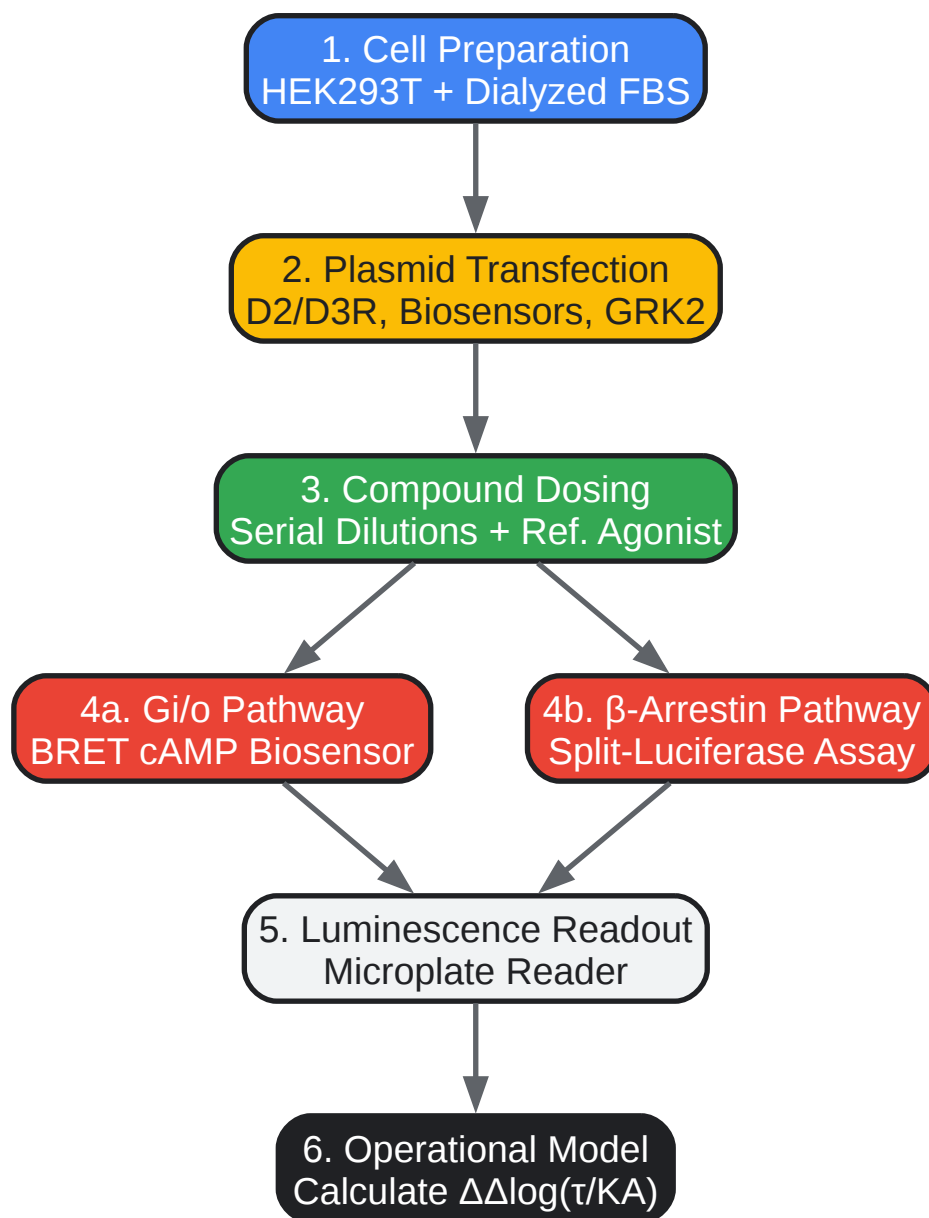 1. Cell Preparation
HEK293T + Dialyzed FBS
2. Plasmid Transfection
D2/D3R, Biosensors, GRK2
3. Compound Dosing
Serial Dilutions + Ref. Agonist
4a. Gi/o Pathway
BRET cAMP Biosensor
4b. β-Arrestin Pathway
Split-Luciferase Assay
5. Luminescence Readout
Microplate Reader
6. Operational Model
Calculate ΔΔlog(τ/KA)